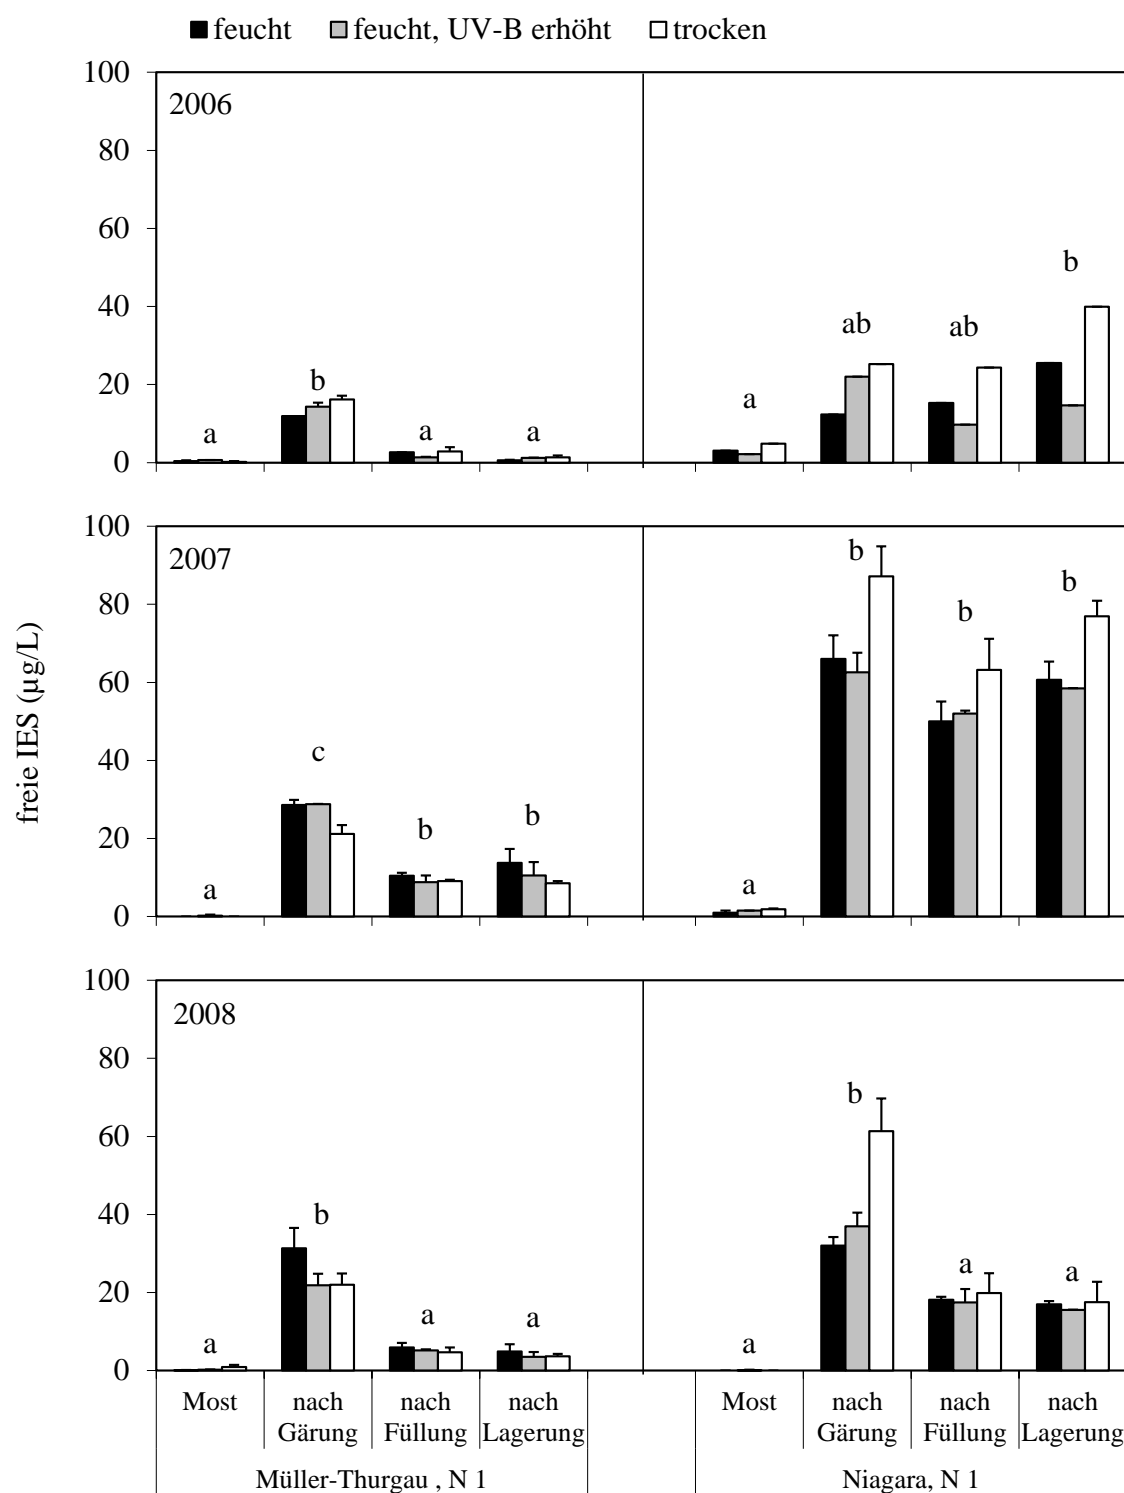 feucht feucht, UV-B erhöht trocken
freie IES (µg/L)
100
80
60
40
20
0
2006
a
b
a
a
a
ab
ab
b
100
80
60
40
20
0
2007
a
c
b
b
a
b
b
b
100
80
60
40
20
0
2008
a
b
a
a
a
b
a
a
Most nach nach nach Most nach nach nach
Gärung Füllung Lagerung Gärung Füllung Lagerung
Müller-Thurgau , N 1 Niagara, N 1